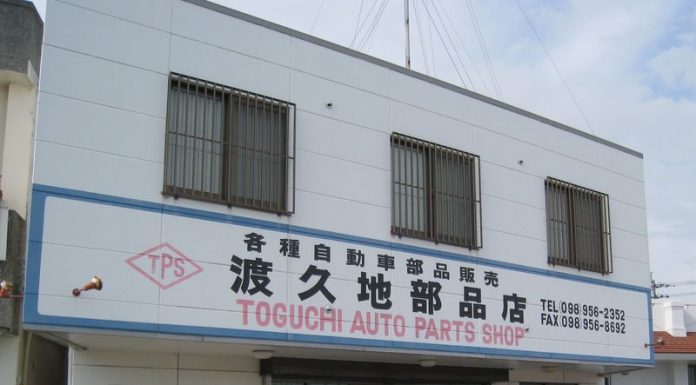 各種自動車部品販売
TPS
渡久地部品店
TEL(098)956-2352
FAX(098)956-8692
TOGUCHI AUTO PARTS SHOP